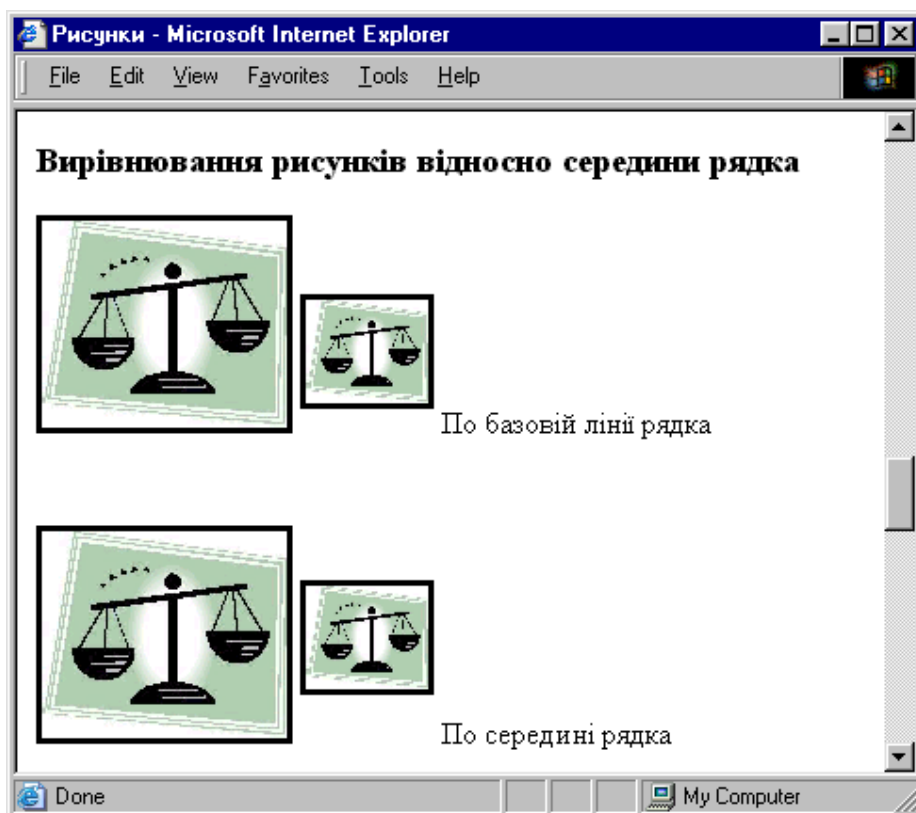 Рисунки - Microsoft Internet Explorer
File Edit View Favorites Tools Help
Вирівнювання рисунків відносно середини рядка
По базовій лінії рядка
По середині рядка
Done My Computer